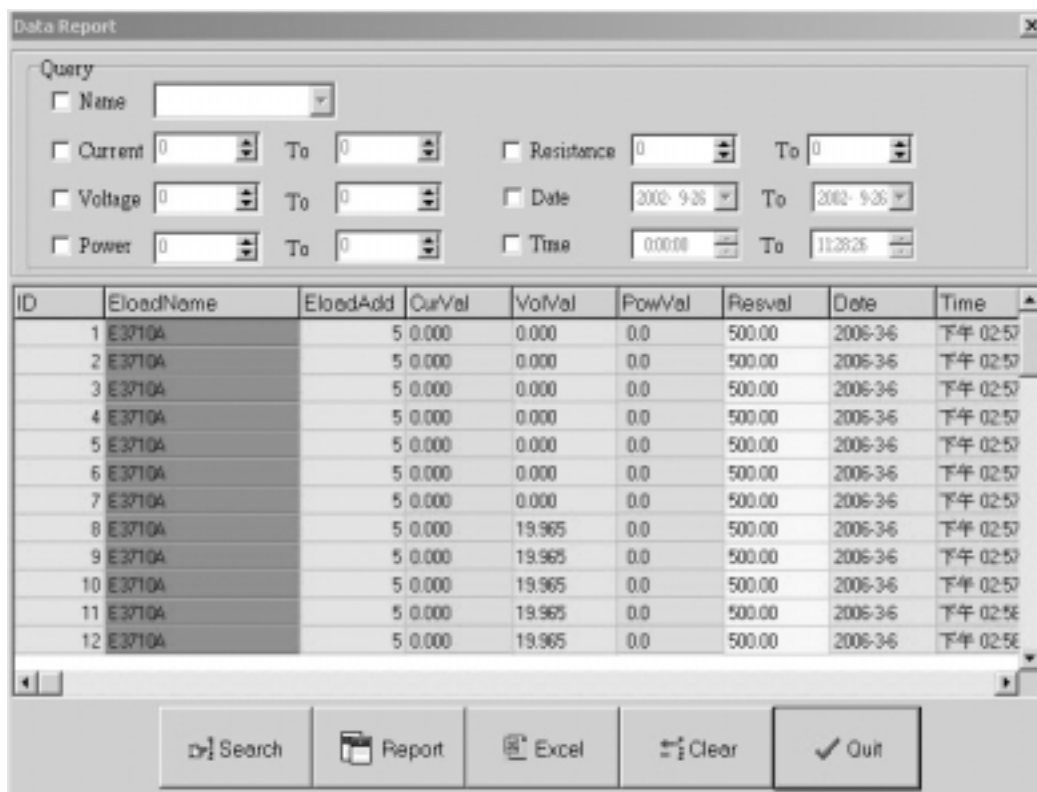 Data Report
Query
Name
Current 0 To 0 Resistance 0 To 0
Voltage 0 To 0 Date 2002- 9-26 To 2002- 9-26
Power 0 To 0 Time 0:00:00 To 11:28:26
ID EloadName EloadAdd CurVal VolVal PowVal Resval Date Time
1 E3710A 5 0.000 0.000 0.0 500.00 2006-3-6 下午 02:57
2 E3710A 5 0.000 0.000 0.0 500.00 2006-3-6 下午 02:57
3 E3710A 5 0.000 0.000 0.0 500.00 2006-3-6 下午 02:57
4 E3710A 5 0.000 0.000 0.0 500.00 2006-3-6 下午 02:57
5 E3710A 5 0.000 0.000 0.0 500.00 2006-3-6 下午 02:57
6 E3710A 5 0.000 0.000 0.0 500.00 2006-3-6 下午 02:57
7 E3710A 5 0.000 0.000 0.0 500.00 2006-3-6 下午 02:57
8 E3710A 5 0.000 19.965 0.0 500.00 2006-3-6 下午 02:57
9 E3710A 5 0.000 19.965 0.0 500.00 2006-3-6 下午 02:57
10 E3710A 5 0.000 19.965 0.0 500.00 2006-3-6 下午 02:57
11 E3710A 5 0.000 19.965 0.0 500.00 2006-3-6 下午 02:58
12 E3710A 5 0.000 19.965 0.0 500.00 2006-3-6 下午 02:58
Search Report Excel Clear Quit